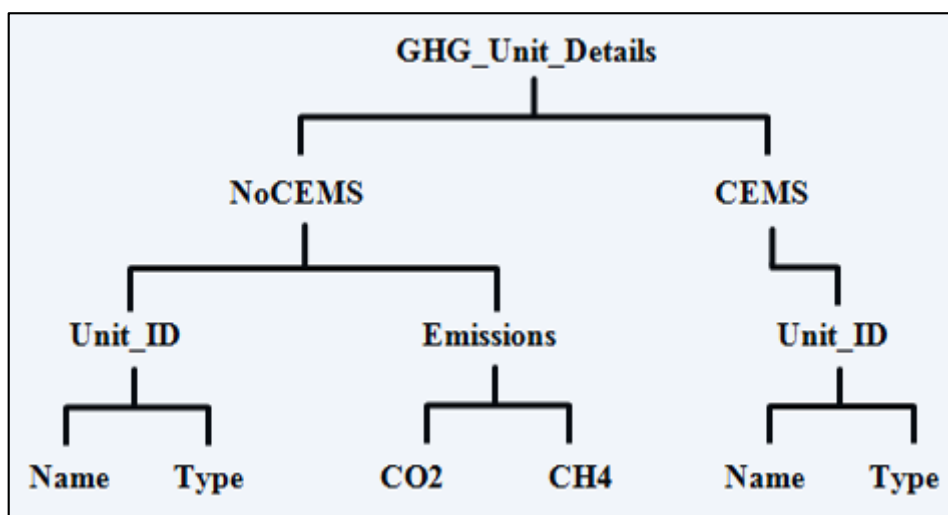 GHG_Unit_Details
NoCEMS CEMS
Unit_ID Emissions Unit_ID
Name Type CO2 CH4 Name Type